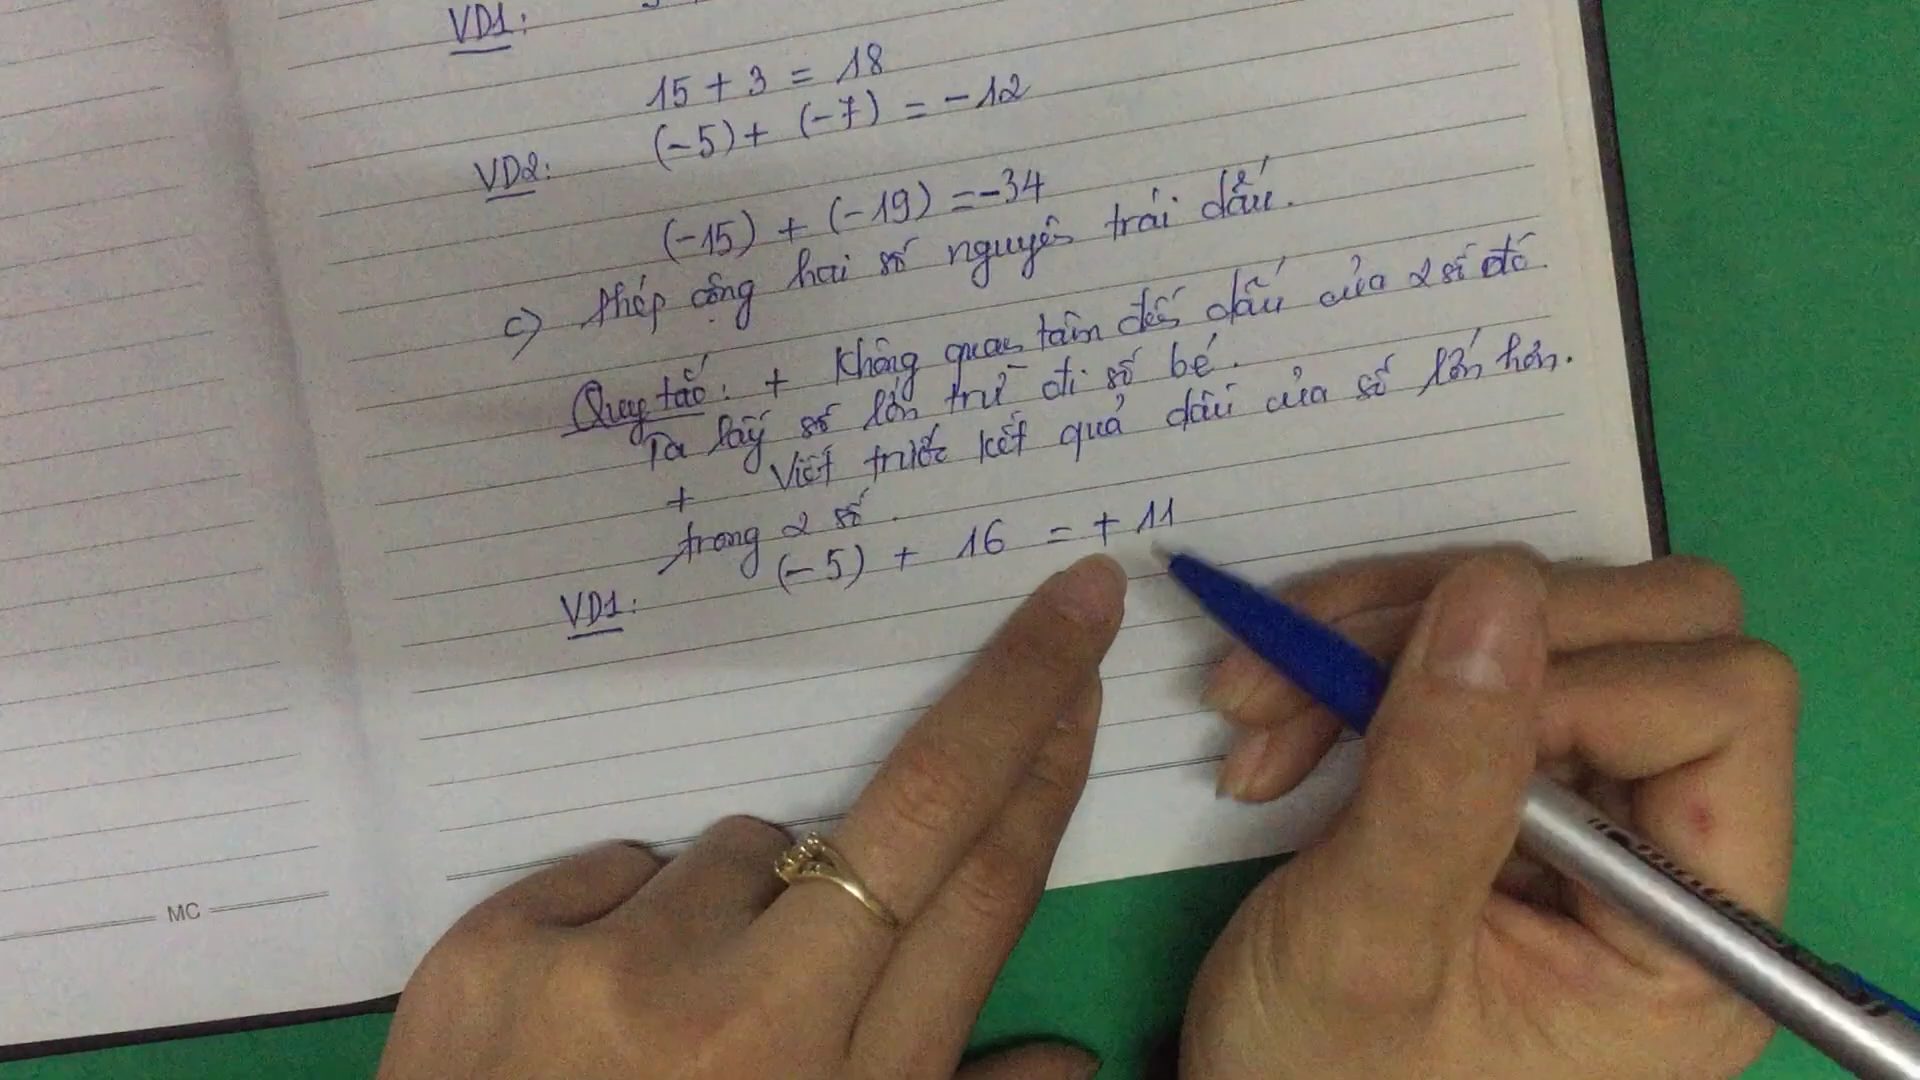 VD1:
15 + 3 = 18
(-5) + (-7) = -12
VD2:
(-15) + (-19) = -34
c) Phép cộng hai số nguyên trái dấu.
Quy tắc: + Không quan tâm đến dấu của 2 số đó.
Ta lấy số lớn trừ đi số bé.
+ Viết trước kết quả dấu của số lớn hơn.
trong 2 số.
VD1: (-5) + 16 = + 11
MC